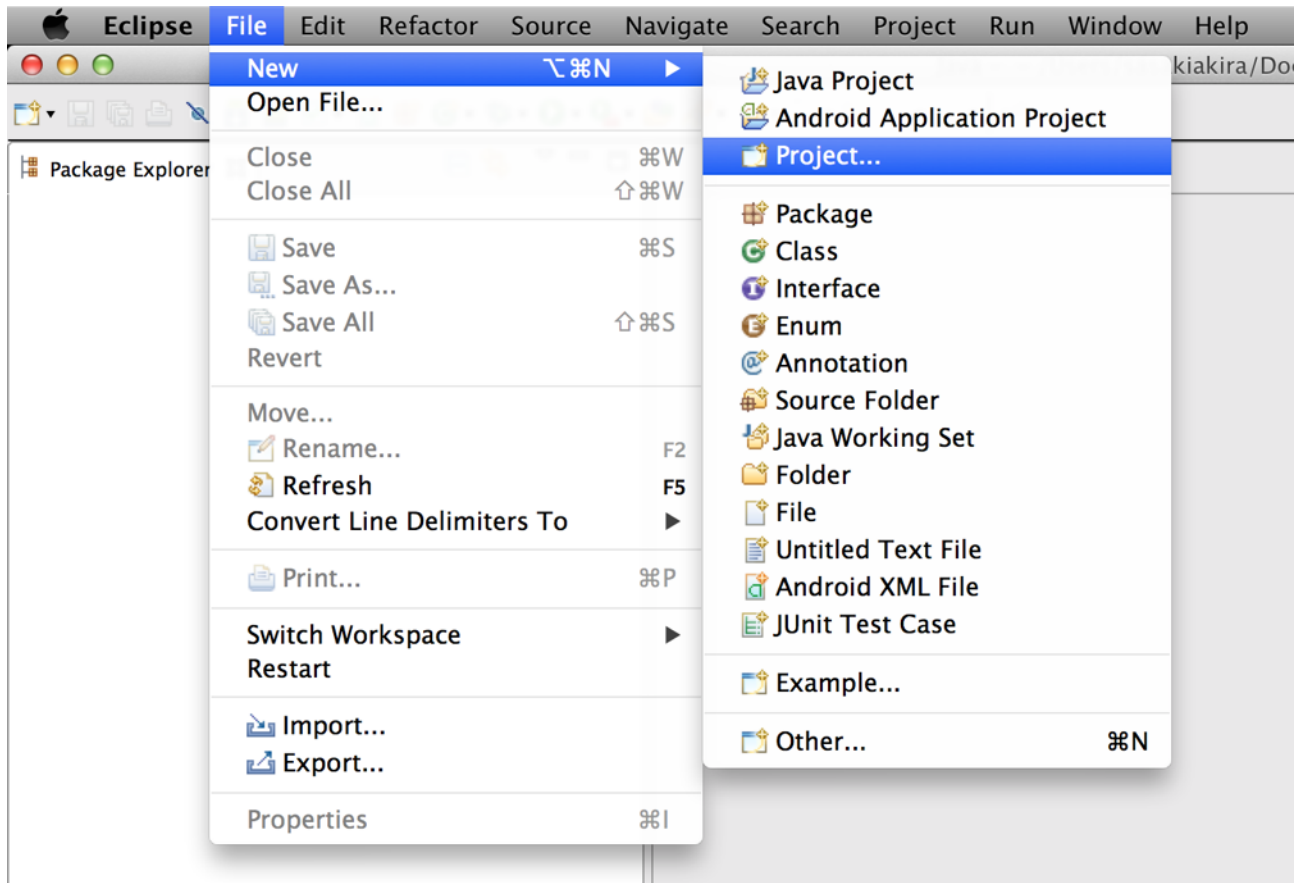 Eclipse File Edit Refactor Source Navigate Search Project Run Window Help
kiakira/Do
Package Explorer
New ⌥⌘N ▶
Open File...
Close ⌘W
Close All ⇧⌘W
Save ⌘S
Save As...
Save All ⇧⌘S
Revert
Move...
Rename... F2
Refresh F5
Convert Line Delimiters To ▶
Print... ⌘P
Switch Workspace ▶
Restart
Import...
Export...
Properties ⌘I
Java Project
Android Application Project
Project...
Package
Class
Interface
Enum
Annotation
Source Folder
Java Working Set
Folder
File
Untitled Text File
Android XML File
JUnit Test Case
Example...
Other... ⌘N